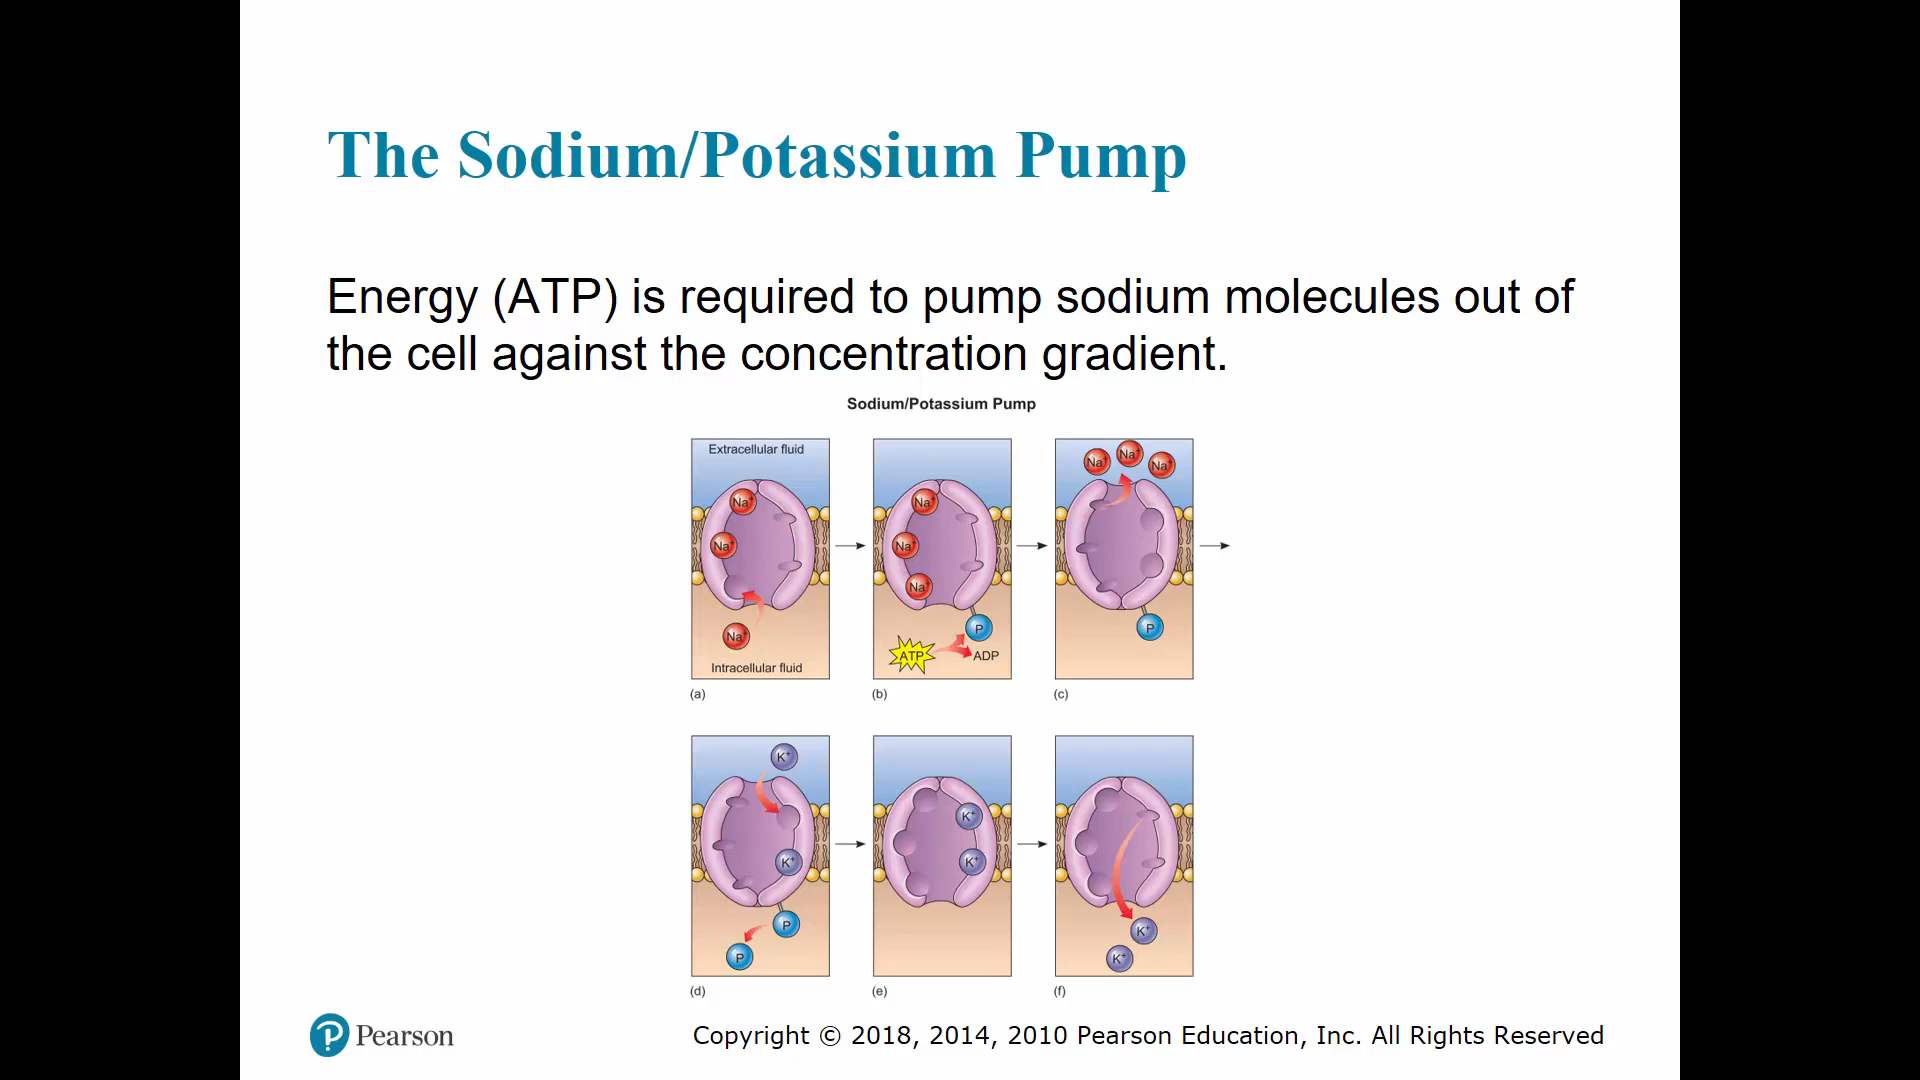 The Sodium/Potassium Pump
Energy (ATP) is required to pump sodium molecules out of
the cell against the concentration gradient.
Sodium/Potassium Pump
Extracellular fluid
Na⁺
Na⁺
Na⁺
Intracellular fluid
(a)
Na⁺
Na⁺
Na⁺
P
ATP
ADP
(b)
Na⁺ Na⁺ Na⁺
P
(c)
K⁺
K⁺
P
P
(d)
K⁺
K⁺
(e)
K⁺
K⁺
(f)
Pearson
Copyright © 2018, 2014, 2010 Pearson Education, Inc. All Rights Reserved